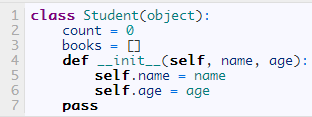 1 class Student(object):
2     count = 0
3     books = []
4     def __init__(self, name, age):
5         self.name = name
6         self.age = age
7     pass